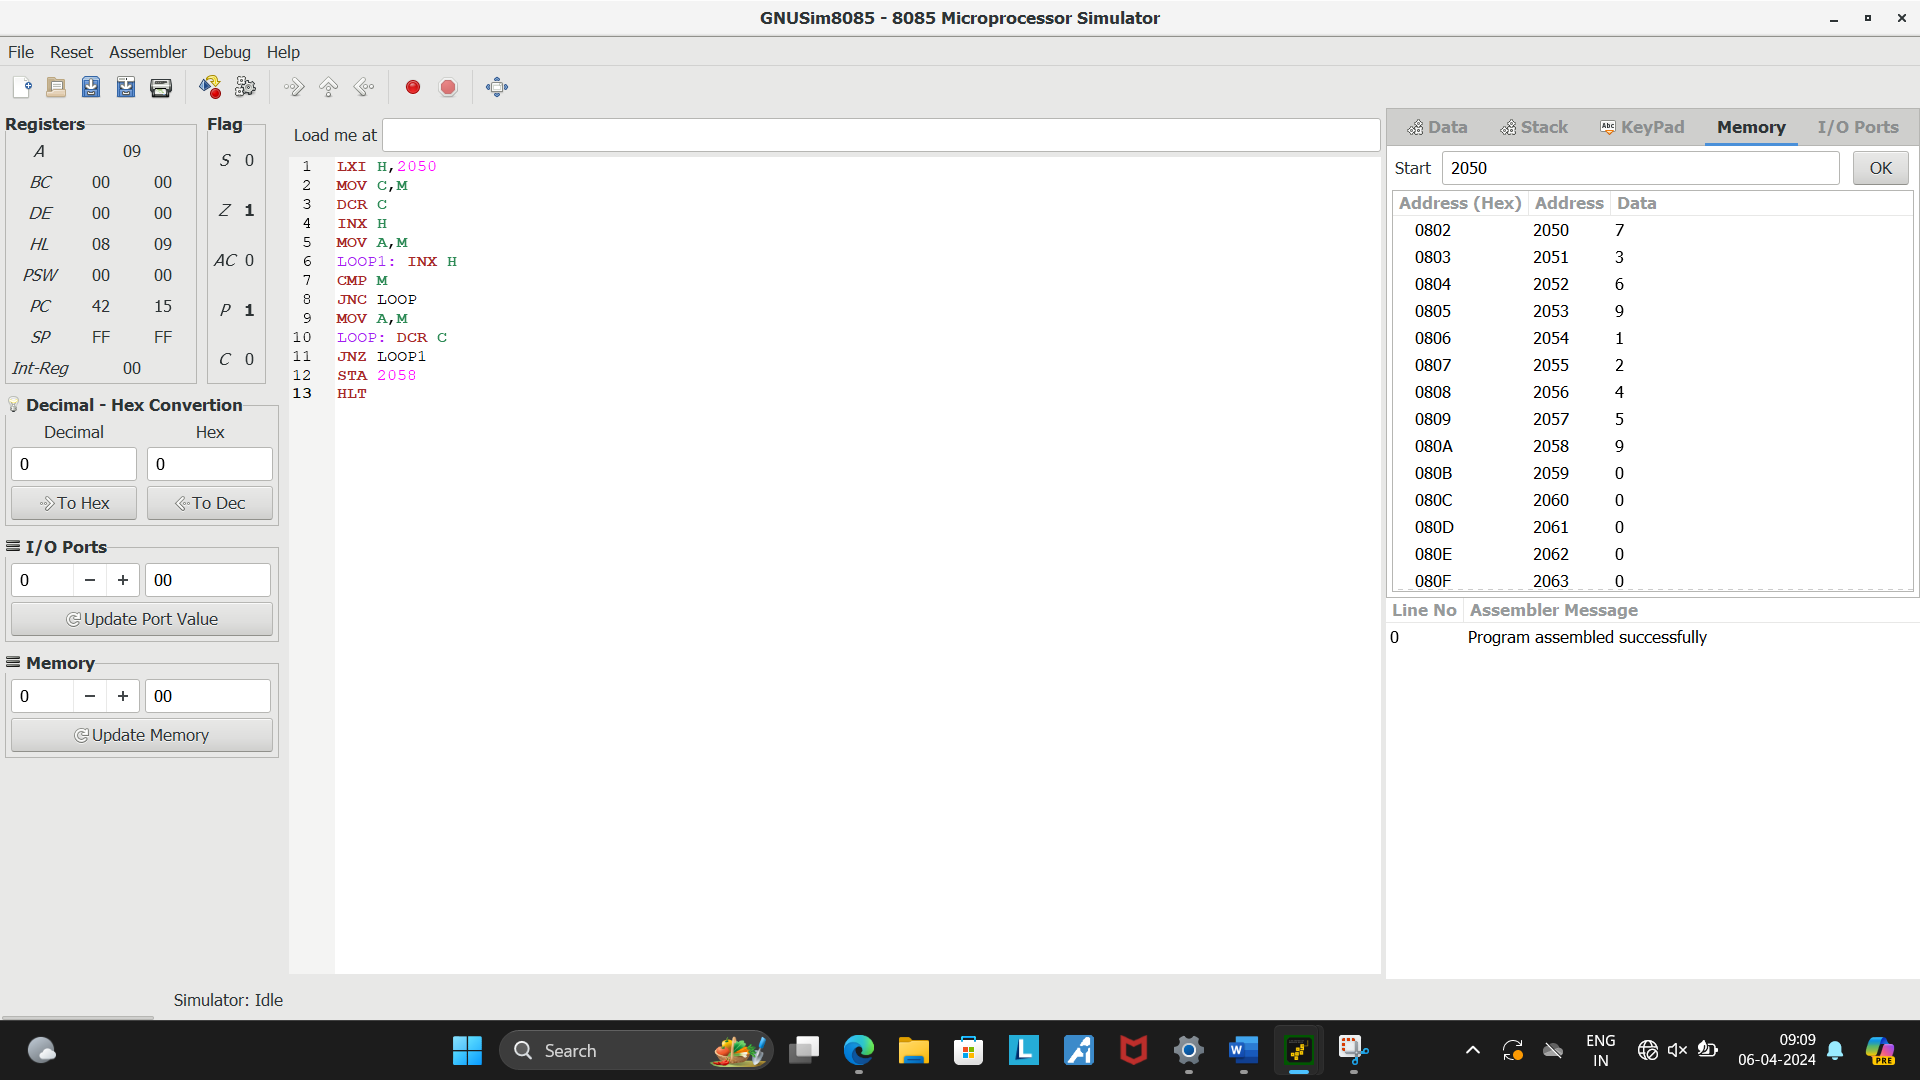 GNUSim8085 - 8085 Microprocessor Simulator
File Reset Assembler Debug Help
Registers
A 09
BC 00 00
DE 00 00
HL 08 09
PSW 00 00
PC 42 15
SP FF FF
Int-Reg 00
Flag
S 0
Z 1
AC 0
P 1
C 0
Decimal - Hex Convertion
Decimal Hex
0 0
To Hex To Dec
I/O Ports
0 − + 00
Update Port Value
Memory
0 − + 00
Update Memory
Load me at
1 LXI H,2050
2 MOV C,M
3 DCR C
4 INX H
5 MOV A,M
6 LOOP1: INX H
7 CMP M
8 JNC LOOP
9 MOV A,M
10 LOOP: DCR C
11 JNZ LOOP1
12 STA 2058
13 HLT
Data Stack Abc KeyPad Memory I/O Ports
Start 2050 OK
Address (Hex) Address Data
0802 2050 7
0803 2051 3
0804 2052 6
0805 2053 9
0806 2054 1
0807 2055 2
0808 2056 4
0809 2057 5
080A 2058 9
080B 2059 0
080C 2060 0
080D 2061 0
080E 2062 0
080F 2063 0
Line No Assembler Message
0 Program assembled successfully
Simulator: Idle
Search
L
W
ENG
IN
09:09
06-04-2024
PRE